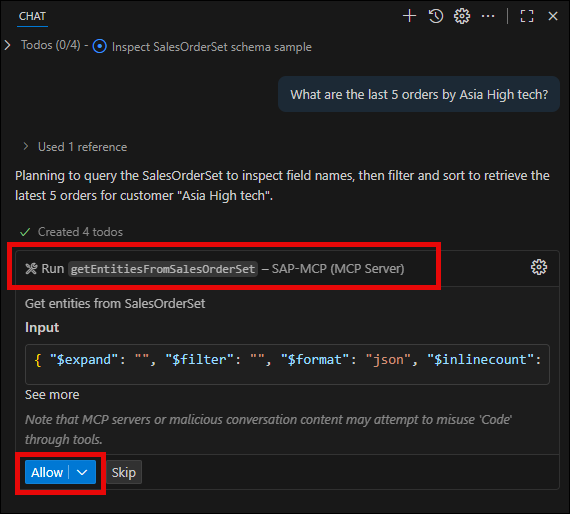 CHAT
Todos (0/4) - Inspect SalesOrderSet schema sample
What are the last 5 orders by Asia High tech?
Used 1 reference
Planning to query the SalesOrderSet to inspect field names, then filter and sort to retrieve the
latest 5 orders for customer "Asia High tech".
Created 4 todos
Run getEntitiesFromSalesOrderSet – SAP-MCP (MCP Server)
Get entities from SalesOrderSet
Input
{ "$expand": "", "$filter": "", "$format": "json", "$inlinecount":
See more
Note that MCP servers or malicious conversation content may attempt to misuse 'Code'
through tools.
Allow Skip